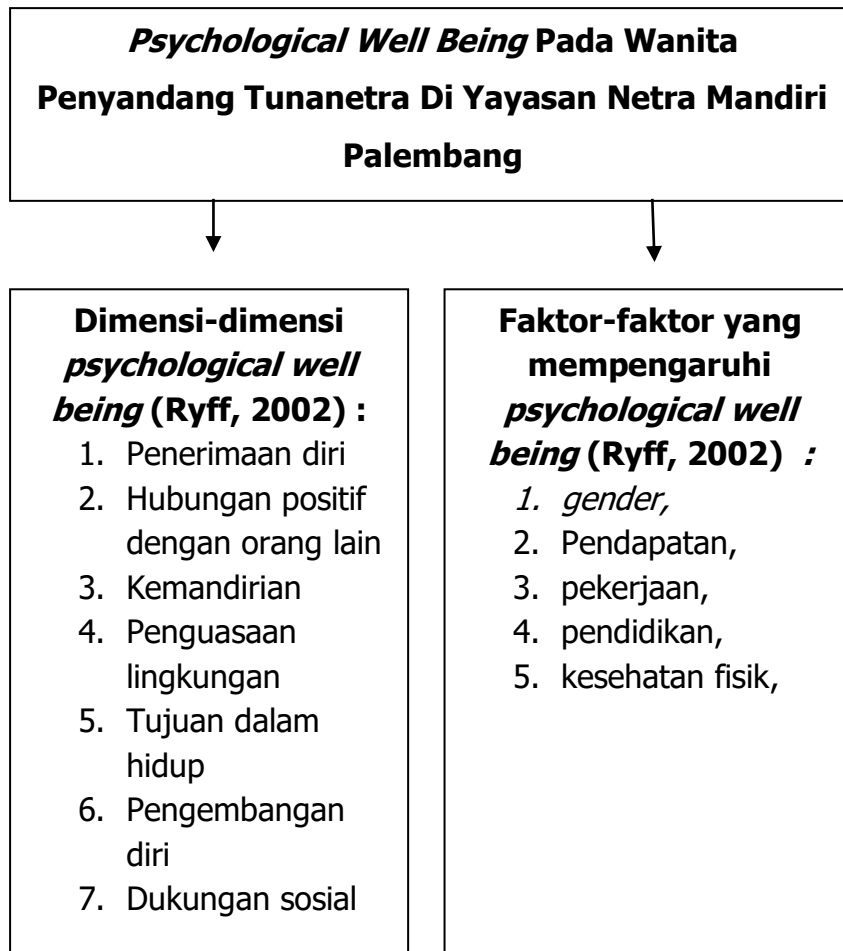 Psychological Well Being Pada Wanita
Penyandang Tunanetra Di Yayasan Netra Mandiri
Palembang
Dimensi-dimensi
psychological well
being (Ryff, 2002) :
1. Penerimaan diri
2. Hubungan positif
dengan orang lain
3. Kemandirian
4. Penguasaan
lingkungan
5. Tujuan dalam
hidup
6. Pengembangan
diri
7. Dukungan sosial
Faktor-faktor yang
mempengaruhi
psychological well
being (Ryff, 2002) :
1. gender,
2. Pendapatan,
3. pekerjaan,
4. pendidikan,
5. kesehatan fisik,